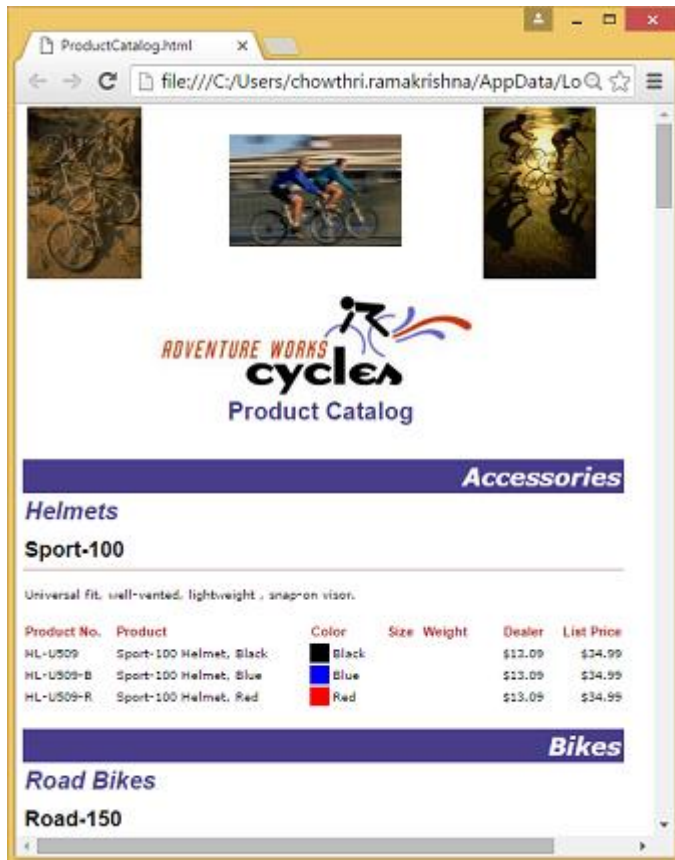 ProductCatalog.html
file:///C:/Users/chowthri.ramakrishna/AppData/Lo
ADVENTURE WORKS
cycles
Product Catalog
Accessories
Helmets
Sport-100
Universal fit, well-vented, lightweight , snap-on visor.
Product No. Product Color Size Weight Dealer List Price
HL-U509 Sport-100 Helmet, Black Black $13.09 $34.99
HL-U509-B Sport-100 Helmet, Blue Blue $13.09 $34.99
HL-U509-R Sport-100 Helmet, Red Red $13.09 $34.99
Bikes
Road Bikes
Road-150